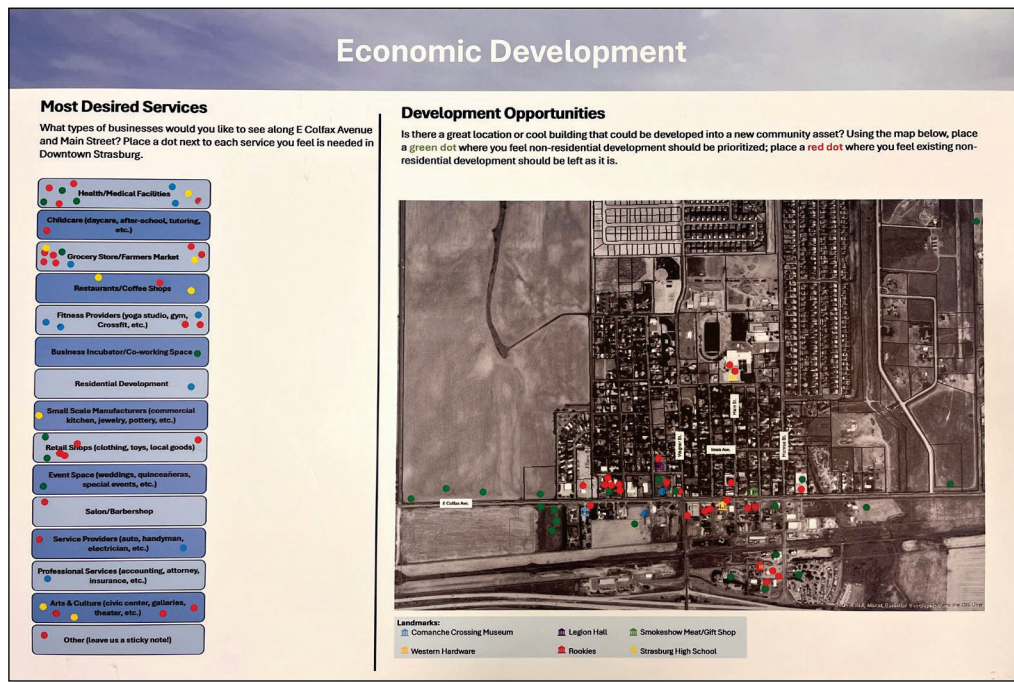 Economic Development
Most Desired Services
What types of businesses would you like to see along E Colfax Avenue
and Main Street? Place a dot next to each service you feel is needed in
Downtown Strasburg.
Health/Medical Facilities
Childcare (daycare, after-school, tutoring,
etc.)
Grocery Store/Farmers Market
Restaurants/Coffee Shops
Fitness Providers (yoga studio, gym,
Crossfit, etc.)
Business Incubator/Co-working Space
Residential Development
Small Scale Manufacturers (commercial
kitchen, jewelry, pottery, etc.)
Retail Shops (clothing, toys, local goods)
Event Space (weddings, quinceañeras,
special events, etc.)
Salon/Barbershop
Service Providers (auto, handyman,
electrician, etc.)
Professional Services (accounting, attorney,
insurance, etc.)
Arts & Culture (civic center, galleries,
theater, etc.)
Other (leave us a sticky note!)
Development Opportunities
Is there a great location or cool building that could be developed into a new community asset? Using the map below, place
a green dot where you feel non-residential development should be prioritized; place a red dot where you feel existing non-
residential development should be left as it is.
Main St.
Wagner St.
E Colfax Ave.
Landmarks:
Comanche Crossing Museum
Legion Hall
Smokeshow Meat/Gift Shop
Western Hardware
Rookies
Strasburg High School